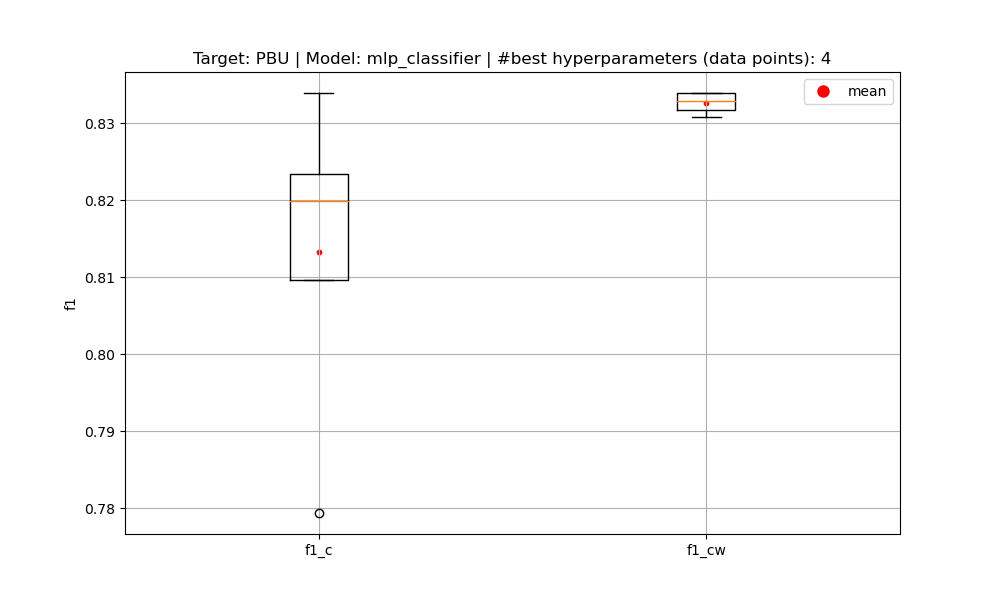 Target: PBU | Model: mlp_classifier | #best hyperparameters (data points): 4
mean
0.83
0.82
0.81
0.80
0.79
0.78
f1
f1_c
f1_cw